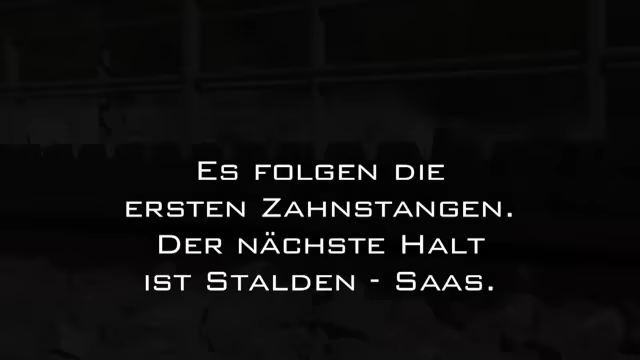 Es folgen die
ersten Zahnstangen.
Der nächste Halt
ist Stalden - Saas.